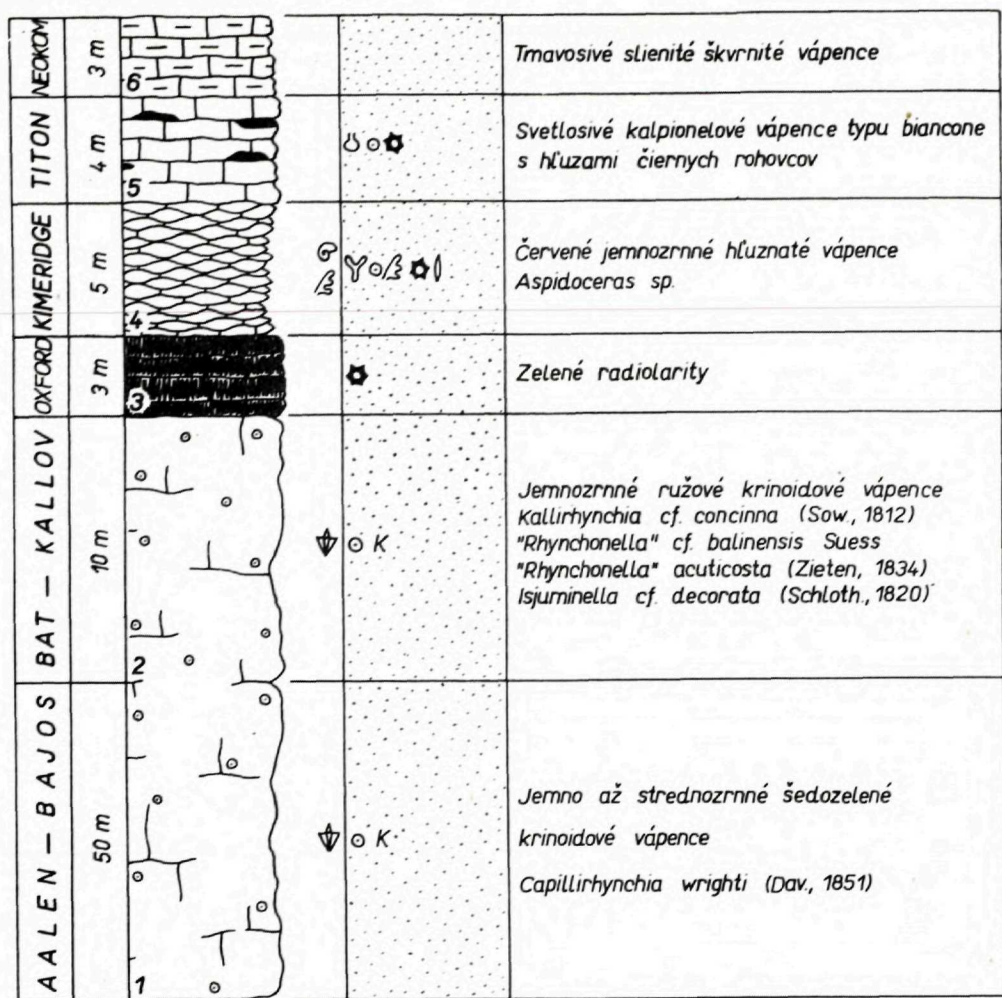 NEOKOM
3 m
6
Tmavosivé slienité škvrnité vápence
TITON
4 m
5
Svetlosivé kalpionelové vápence typu biancone
s hľuzami čiernych rohovcov
KIMERIDGE
5 m
4
Červené jemnozrnné hľuznaté vápence
Aspidoceras sp.
OXFORD
3 m
3
Zelené radiolarity
BAT — KALLOV
10 m
2
K
Jemnozrnné ružové krinoidové vápence
Kallirhynchia cf. concinna (Sow., 1812)
"Rhynchonella" cf. balinensis Suess
"Rhynchonella" acuticosta (Zieten, 1834)
Isjuminella cf. decorata (Schloth., 1820)
AALEN — BAJOS
50 m
1
K
Jemno až strednozrnné šedozelené
krinoidové vápence
Capillirhynchia wrighti (Dav., 1851)